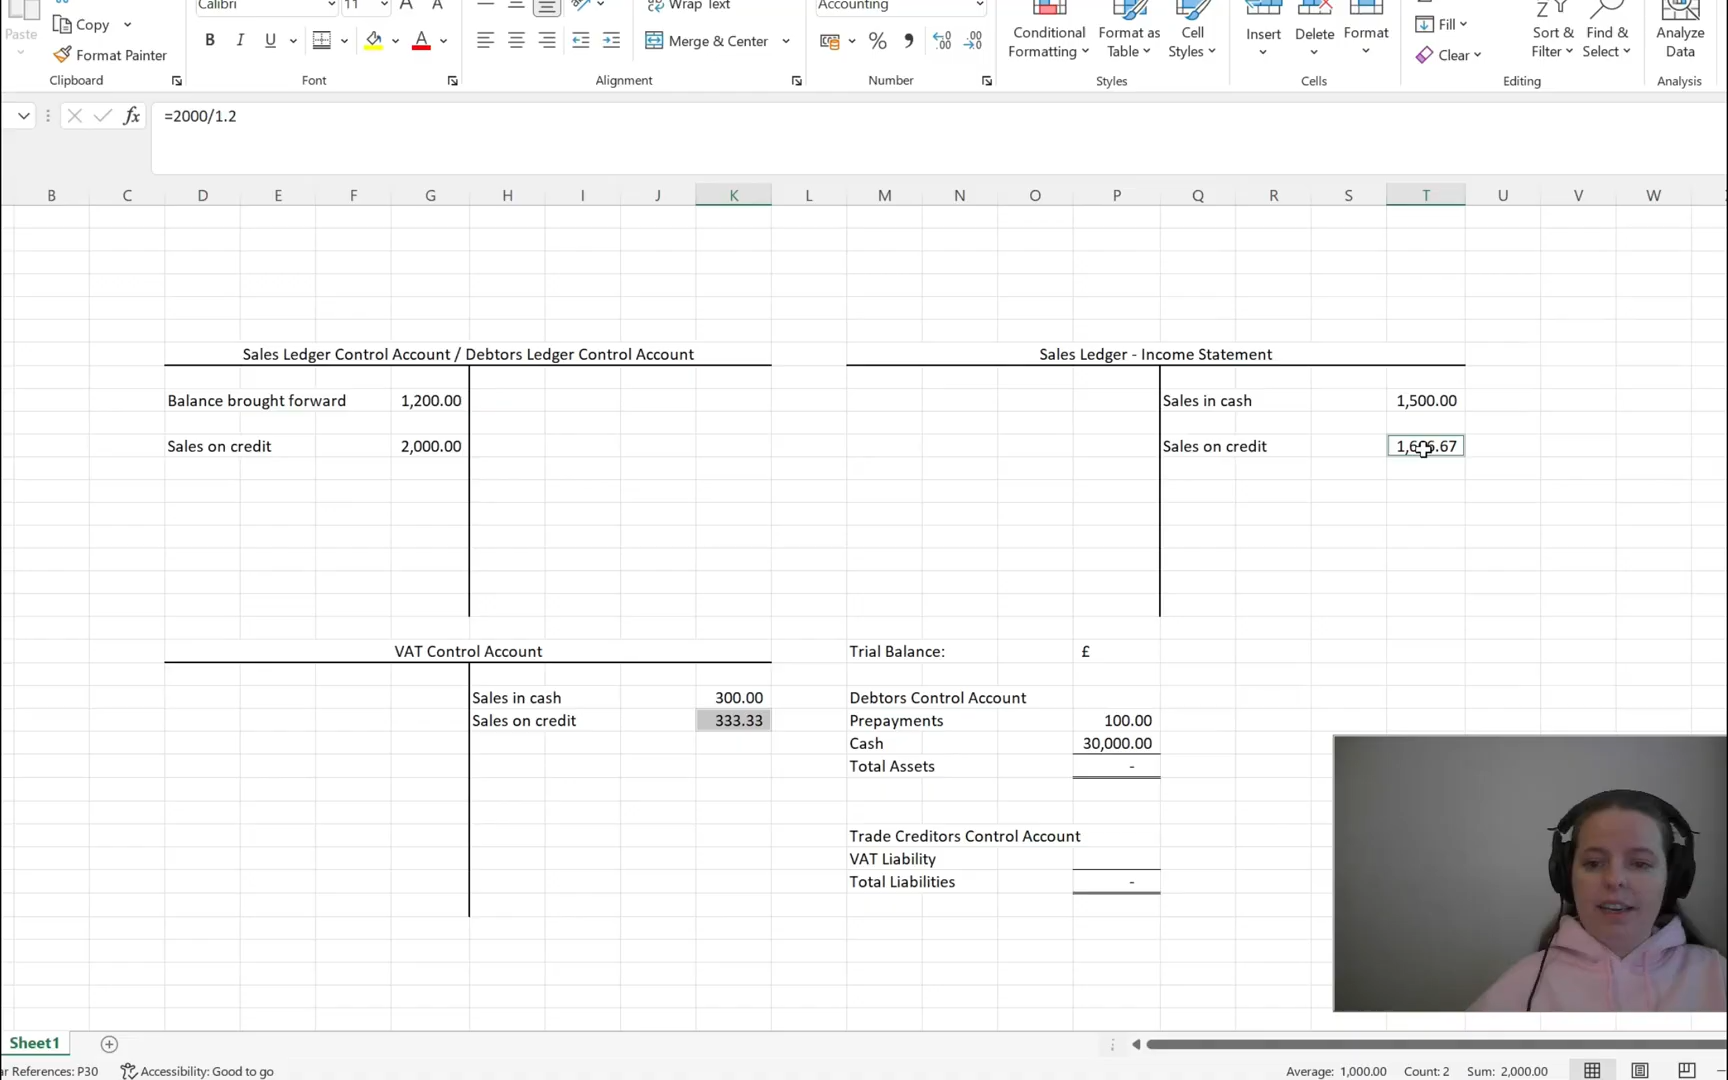 Calibri 11 A A Wrap Text Accounting
Paste Copy Format Painter B I U A Merge & Center % Conditional Formatting Format as Table Cell Styles Insert Delete Format Fill Clear Sort & Filter Find & Select Analyze Data
Clipboard Font Alignment Number Styles Cells Editing Analysis
fx =2000/1.2
B C D E F G H I J K L M N O P Q R S T U V W
Sales Ledger Control Account / Debtors Ledger Control Account
Sales Ledger - Income Statement
Balance brought forward 1,200.00
Sales in cash 1,500.00
Sales on credit 2,000.00
Sales on credit
VAT Control Account
Trial Balance: £
Sales in cash 300.00
Debtors Control Account
Sales on credit 333.33
Prepayments 100.00
Cash 30,000.00
Total Assets -
Trade Creditors Control Account
VAT Liability
Total Liabilities -
Sheet1
References: P30 Accessibility: Good to go Average: 1,000.00 Count: 2 Sum: 2,000.00